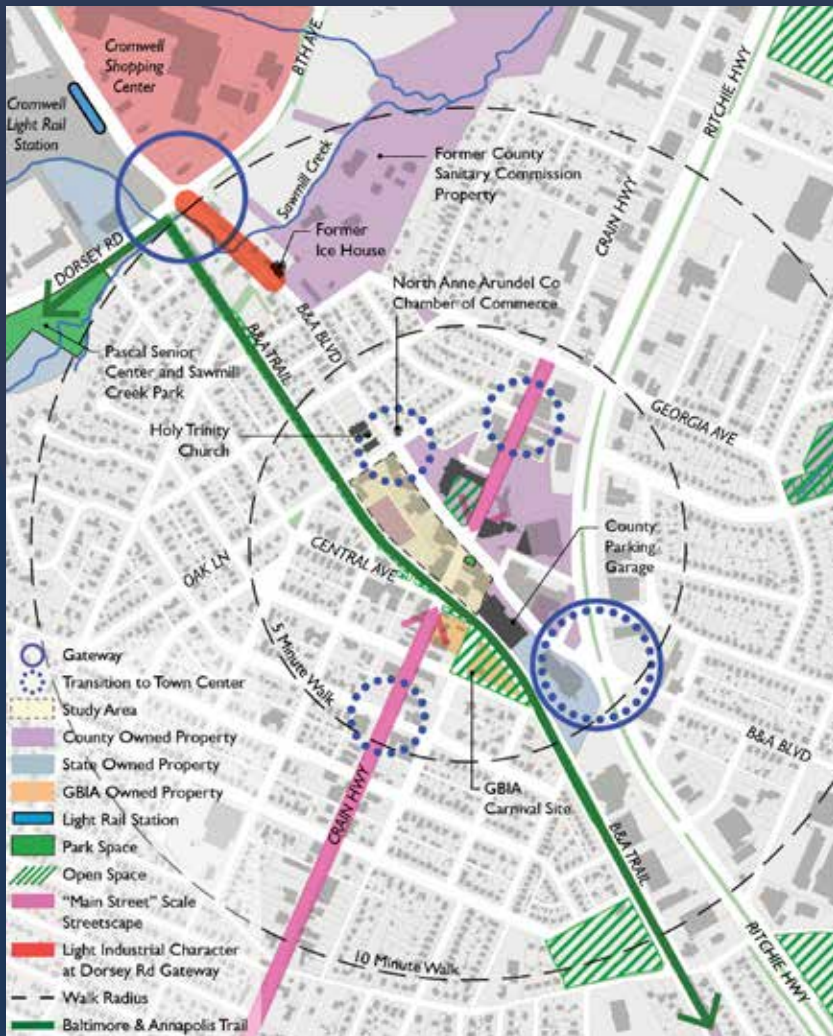 Cromwell
Shopping
Center
8TH AVE
RITCHIE HWY
Cromwell
Light Rail
Station
Sawmill Creek
Former County
Sanitary Commission
Property
CRAIN HWY
Former
Ice House
DORSEY RD
North Anne Arundel Co
Chamber of Commerce
B&A BLVD
B&A TRAIL
Pascal Senior
Center and Sawmill
Creek Park
GEORGIA AVE
Holy Trinity
Church
County
Parking
Garage
OAK LN
CENTRAL AVE
5 Minute Walk
B&A BLVD
CRAIN HWY
GBIA
Carnival Site
B&A TRAIL
10 Minute Walk
RITCHIE HWY
Gateway
Transition to Town Center
Study Area
County Owned Property
State Owned Property
GBIA Owned Property
Light Rail Station
Park Space
Open Space
"Main Street" Scale
Streetscape
Light Industrial Character
at Dorsey Rd Gateway
Walk Radius
Baltimore & Annapolis Trail